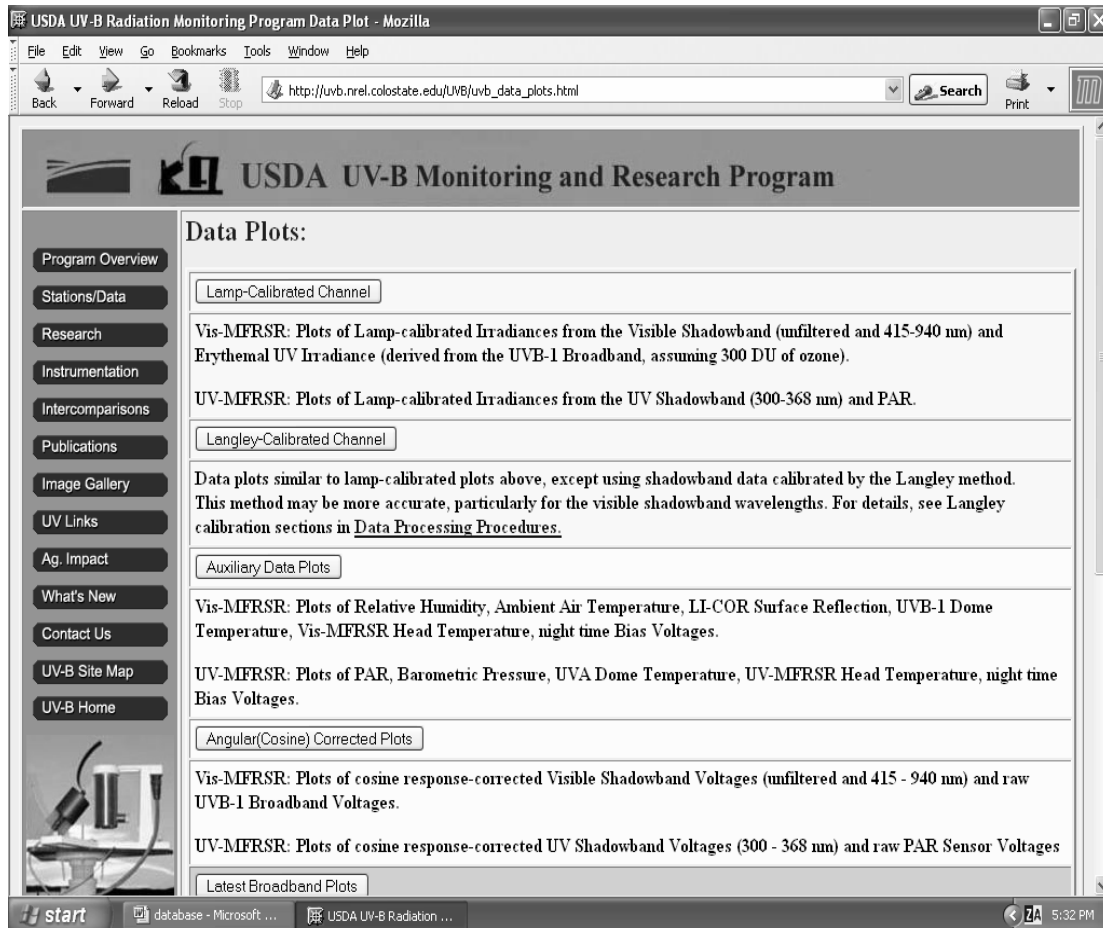 USDA UV-B Radiation Monitoring Program Data Plot - Mozilla
File Edit View Go Bookmarks Tools Window Help
Back Forward Reload Stop http://uvb.nrel.colostate.edu/UVB/uvb_data_plots.html Search Print
USDA UV-B Monitoring and Research Program
Program Overview
Stations/Data
Research
Instrumentation
Intercomparisons
Publications
Image Gallery
UV Links
Ag. Impact
What's New
Contact Us
UV-B Site Map
UV-B Home
Data Plots:
Lamp-Calibrated Channel
Vis-MFRSR: Plots of Lamp-calibrated Irradiances from the Visible Shadowband (unfiltered and 415-940 nm) and
Erythemal UV Irradiance (derived from the UVB-1 Broadband, assuming 300 DU of ozone).
UV-MFRSR: Plots of Lamp-calibrated Irradiances from the UV Shadowband (300-368 nm) and PAR.
Langley-Calibrated Channel
Data plots similar to lamp-calibrated plots above, except using shadowband data calibrated by the Langley method.
This method may be more accurate, particularly for the visible shadowband wavelengths. For details, see Langley
calibration sections in Data Processing Procedures.
Auxiliary Data Plots
Vis-MFRSR: Plots of Relative Humidity, Ambient Air Temperature, LI-COR Surface Reflection, UVB-1 Dome
Temperature, Vis-MFRSR Head Temperature, night time Bias Voltages.
UV-MFRSR: Plots of PAR, Barometric Pressure, UVA Dome Temperature, UV-MFRSR Head Temperature, night time
Bias Voltages.
Angular(Cosine) Corrected Plots
Vis-MFRSR: Plots of cosine response-corrected Visible Shadowband Voltages (unfiltered and 415 - 940 nm) and raw
UVB-1 Broadband Voltages.
UV-MFRSR: Plots of cosine response-corrected UV Shadowband Voltages (300 - 368 nm) and raw PAR Sensor Voltages
Latest Broadband Plots
start database - Microsoft ... USDA UV-B Radiation ... ZA 5:32 PM